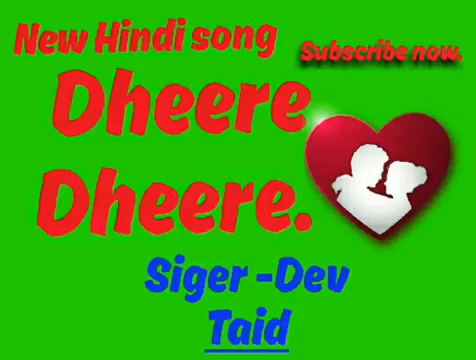 New Hindi song
Subscribe now.
Dheere
Dheere.
Siger -Dev
Taid